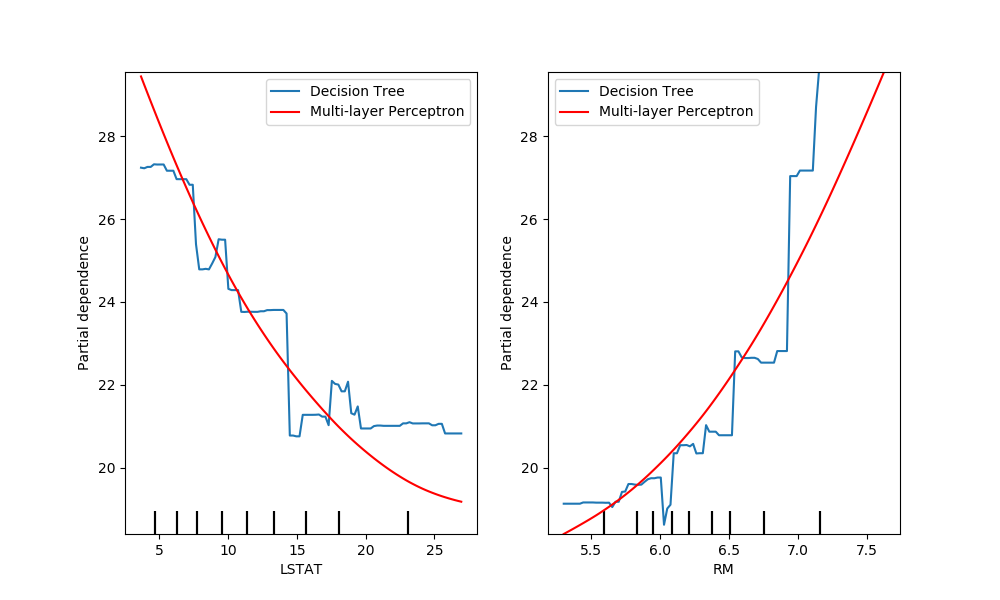 Decision Tree
Multi-layer Perceptron
Partial dependence
28
26
24
22
20
5
10
15
20
25
LSTAT
Decision Tree
Multi-layer Perceptron
Partial dependence
28
26
24
22
20
5.5
6.0
6.5
7.0
7.5
RM